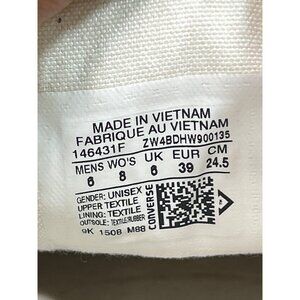 MADE IN VIETNAM
FABRIQUE AU VIETNAM
146431F ZW4BDHW900135
MENS WO'S UK EUR CM
6 8 6 39 24.5
GENDER: UNISEX
UPPER TEXTILE
LINING: TEXTILE
OUTSOLE: TEXTILE/RUBBER
CONVERSE
9K 1508 M88